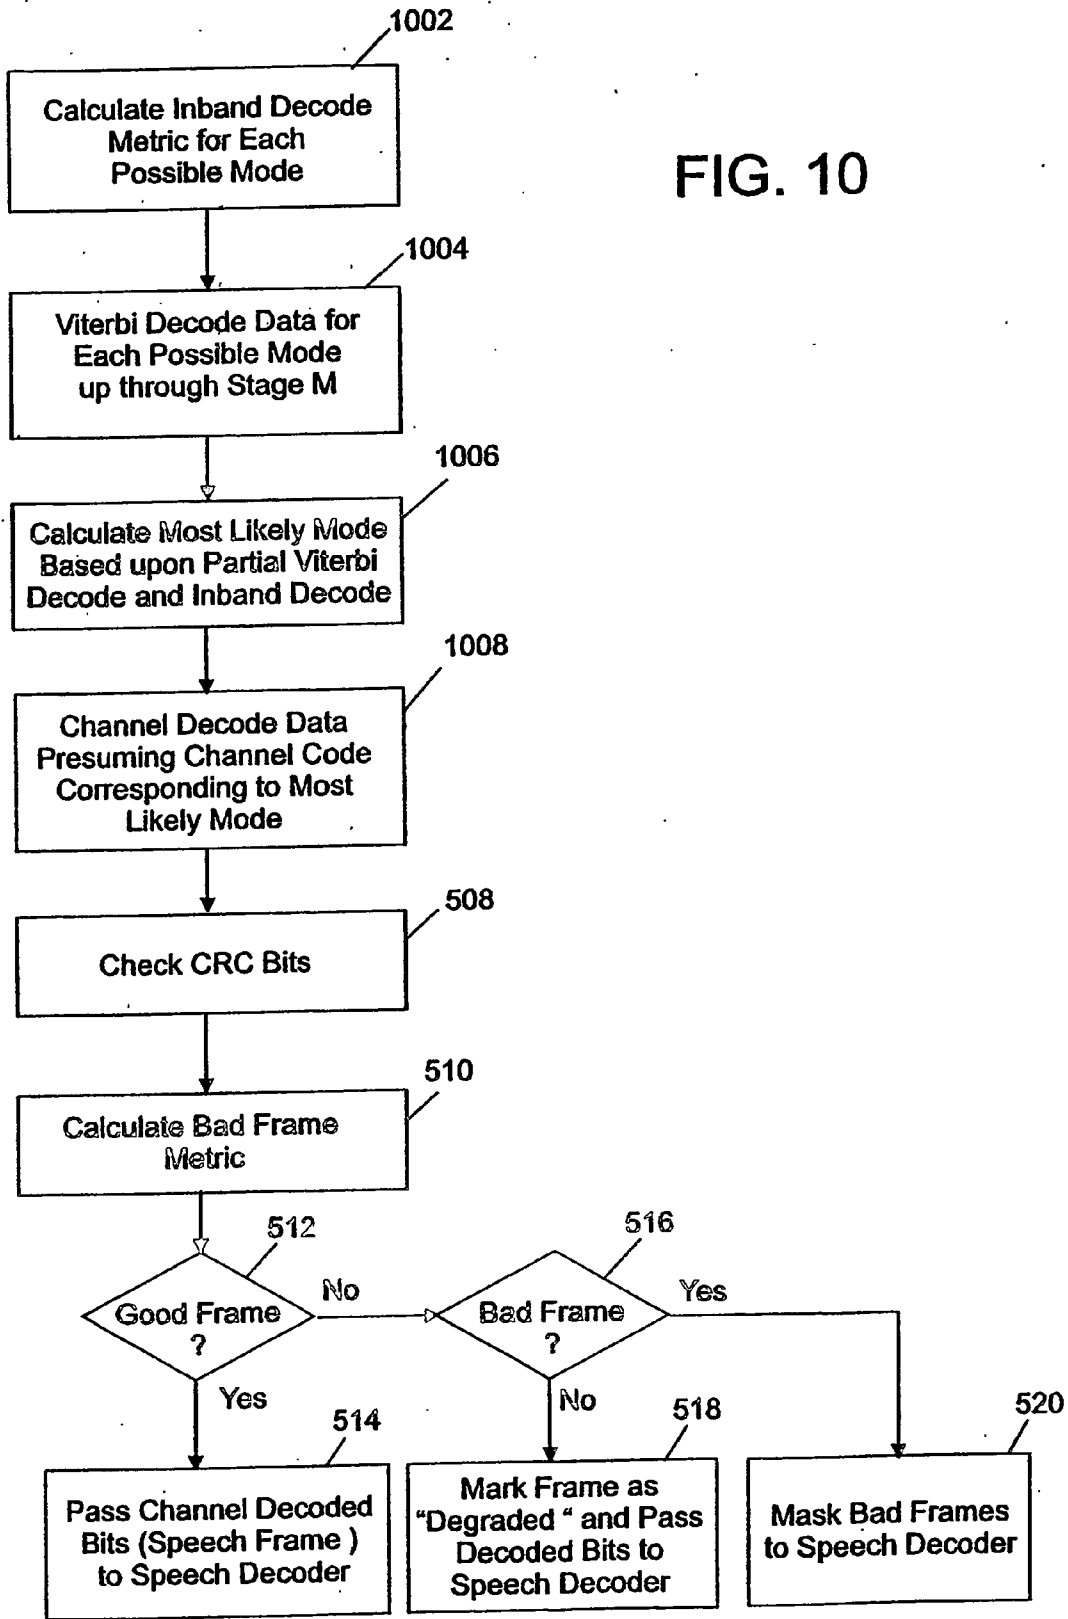 1002
Calculate Inband Decode
Metric for Each
Possible Mode
FIG. 10
1004
Viterbi Decode Data for
Each Possible Mode
up through Stage M
1006
Calculate Most Likely Mode
Based upon Partial Viterbi
Decode and Inband Decode
1008
Channel Decode Data
Presuming Channel Code
Corresponding to Most
Likely Mode
508
Check CRC Bits
510
Calculate Bad Frame
Metric
512
Good Frame
?
No
516
Bad Frame
?
Yes
Yes
No
514
Pass Channel Decoded
Bits (Speech Frame )
to Speech Decoder
518
Mark Frame as
"Degraded " and Pass
Decoded Bits to
Speech Decoder
520
Mask Bad Frames
to Speech Decoder